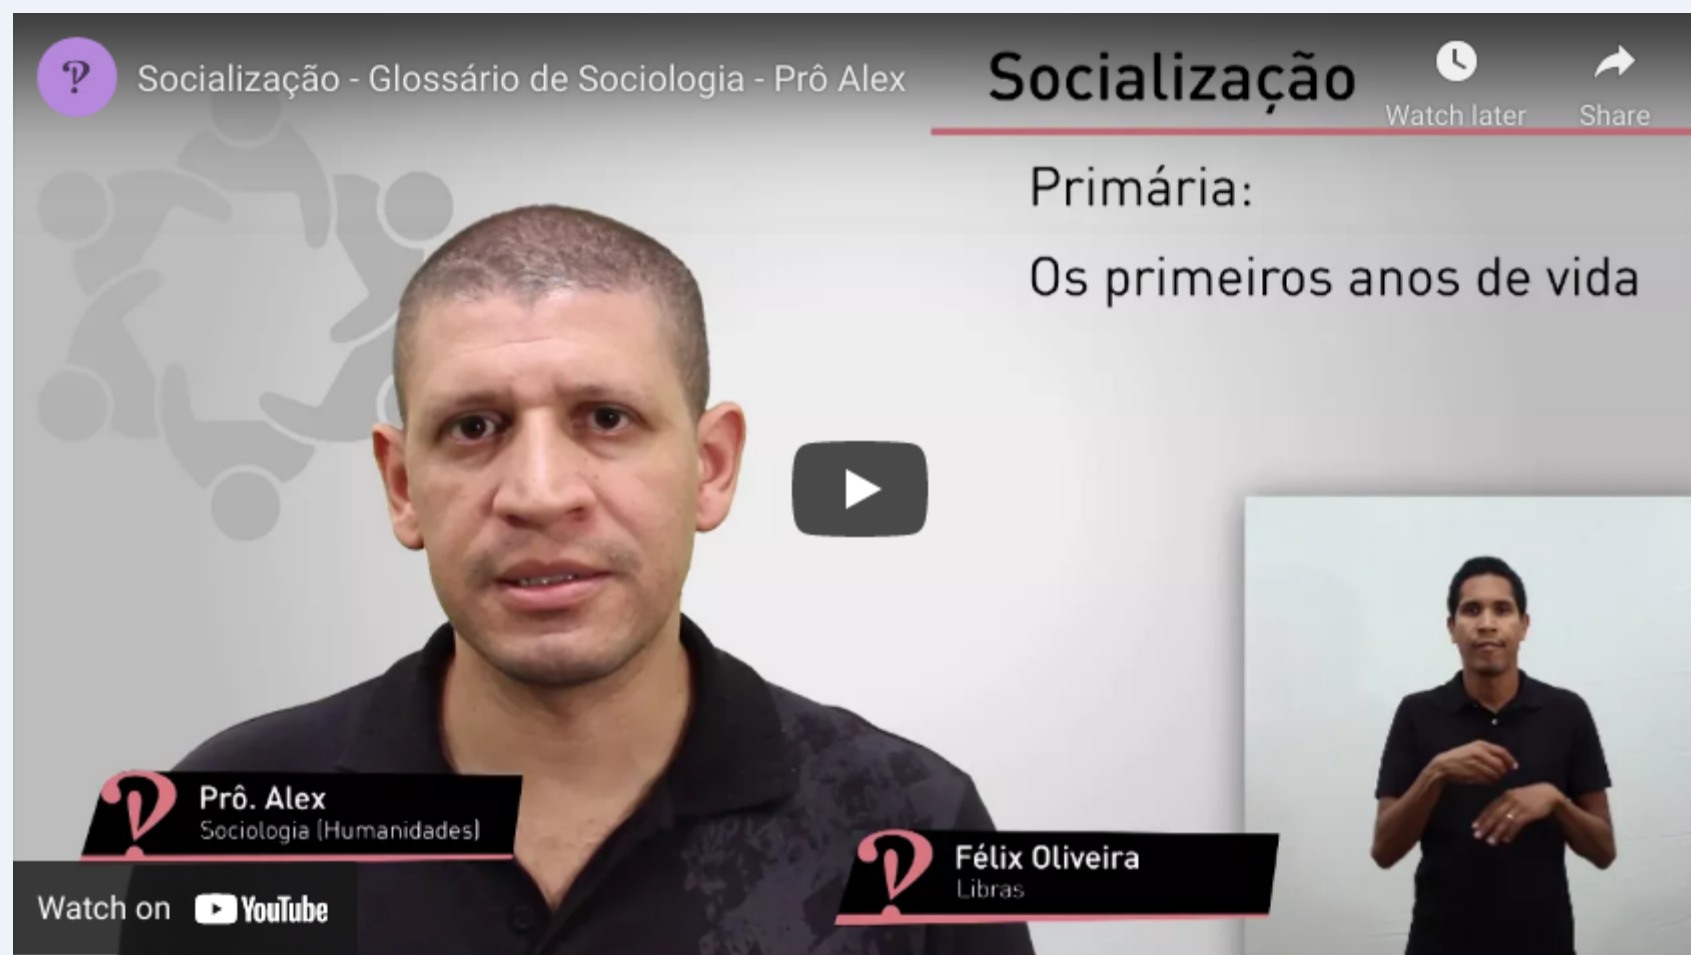 Socialização - Glossário de Sociologia - Prô Alex
Socialização
Watch later
Share
Primária:
Os primeiros anos de vida
Prô. Alex
Sociologia (Humanidades)
Félix Oliveira
Libras
Watch on YouTube